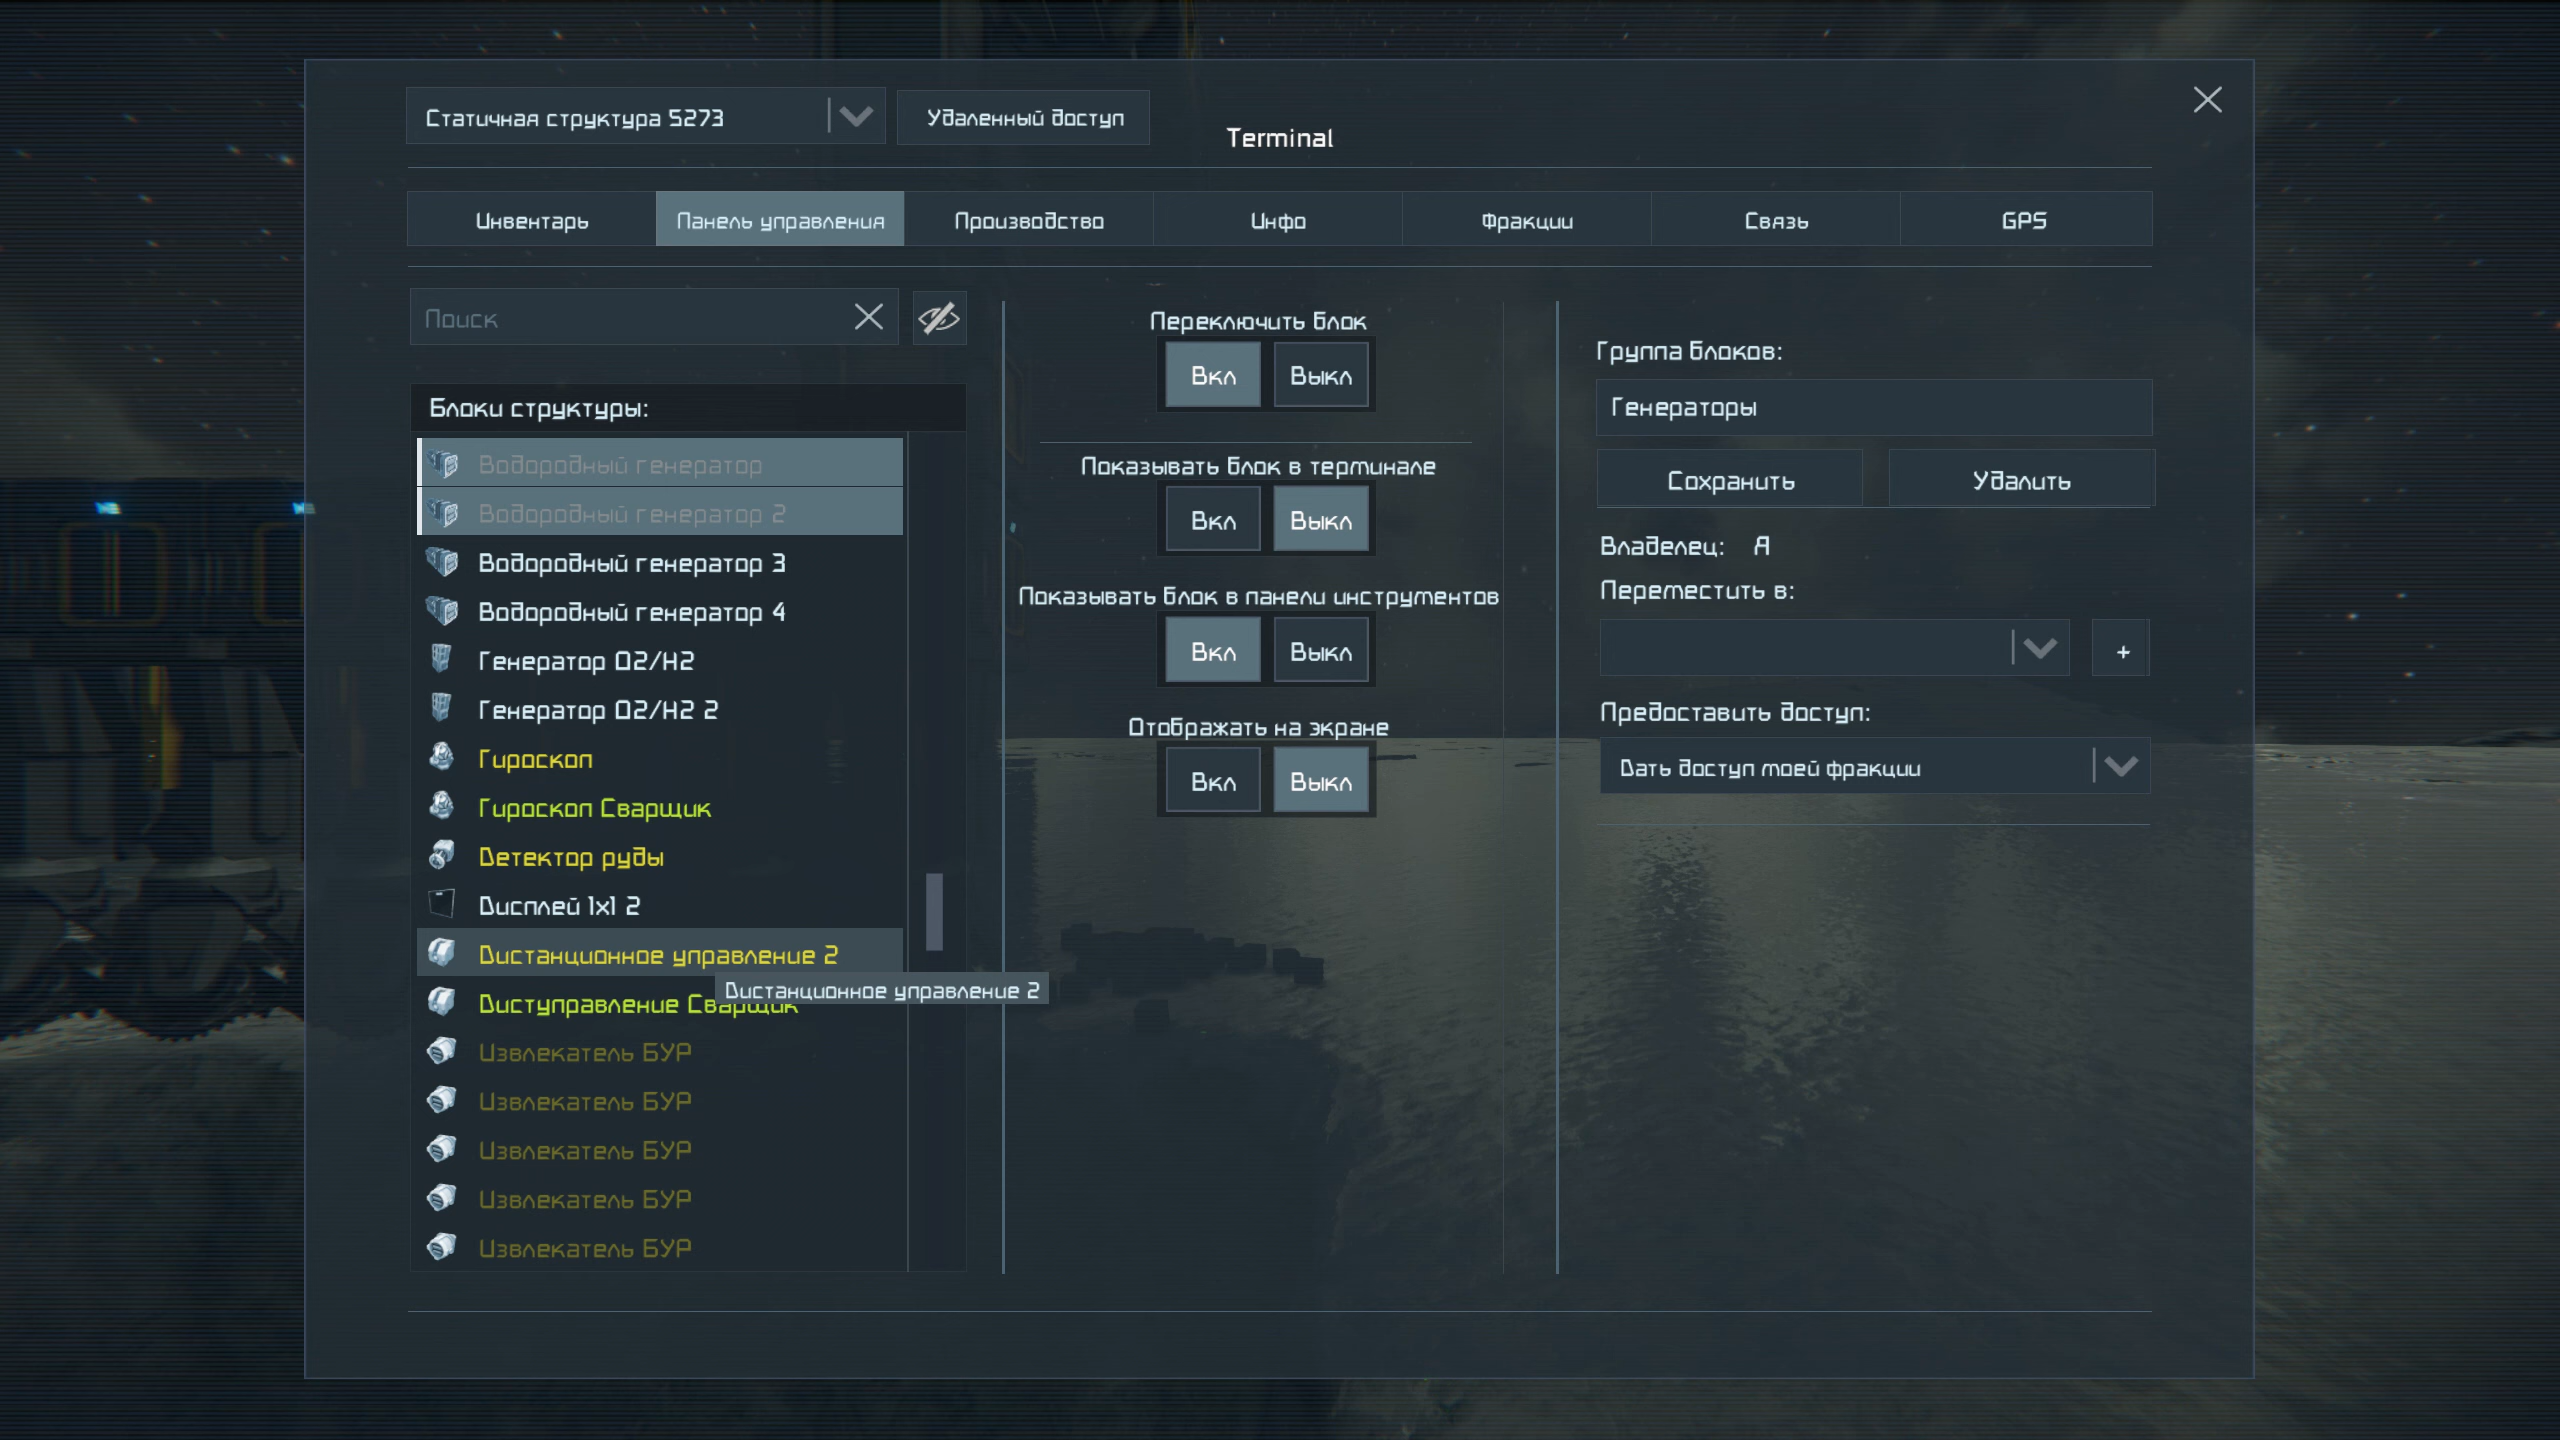 Статичная структура 5273
Удаленный доступ
Terminal
Инвентарь
Панель управления
Производство
Инфо
Фракции
Связь
GPS
Поиск
Блоки структуры:
Водородный генератор
Водородный генератор 2
Водородный генератор 3
Водородный генератор 4
Генератор O2/H2
Генератор O2/H2 2
Гироскоп
Гироскоп Сварщик
Детектор руды
Дисплей 1x1 2
Дистанционное управление 2
Дистанционное управление 2
Диступравление Сварщик
Извлекатель БУР
Извлекатель БУР
Извлекатель БУР
Извлекатель БУР
Извлекатель БУР
Переключить блок
Вкл Выкл
Показывать блок в терминале
Вкл Выкл
Показывать блок в панели инструментов
Вкл Выкл
Отображать на экране
Вкл Выкл
Группа блоков:
Генераторы
Сохранить
Удалить
Владелец: A
Переместить в:
+
Предоставить доступ:
Дать доступ моей фракции